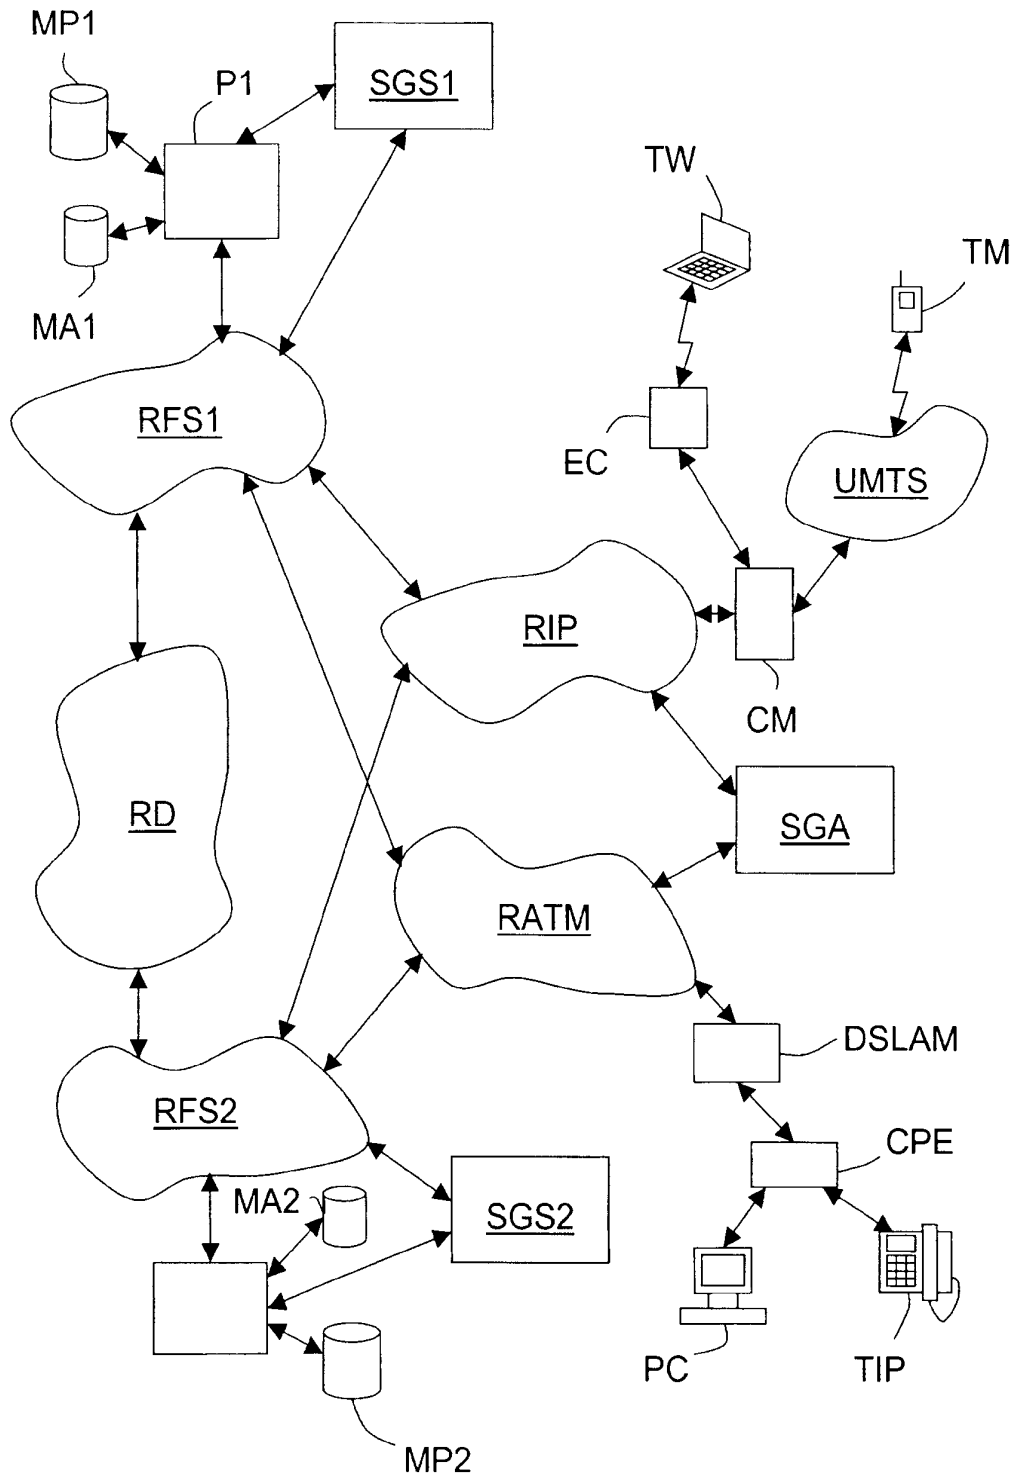 MP1
P1
SGS1
MA1
TW
TM
RFS1
EC
UMTS
RIP
CM
RD
SGA
RATM
DSLAM
RFS2
CPE
MA2
SGS2
PC
TIP
MP2